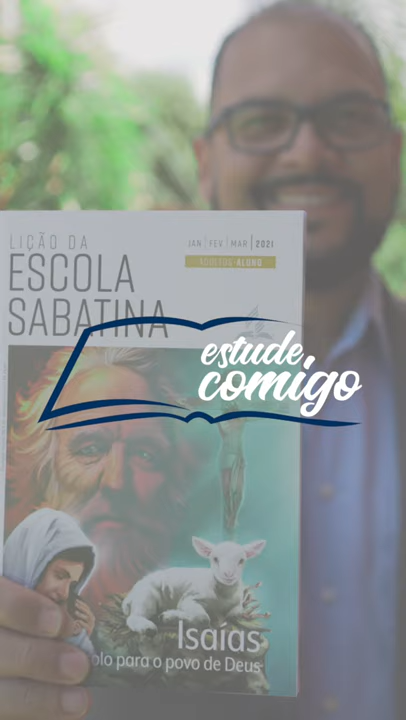 LIÇÃO DA
ESCOLA
SABATINA
JAN | FEV | MAR | 2021
ADULTOS-ALUNO
estude
comigo
Isaías
olo para o povo de Deus